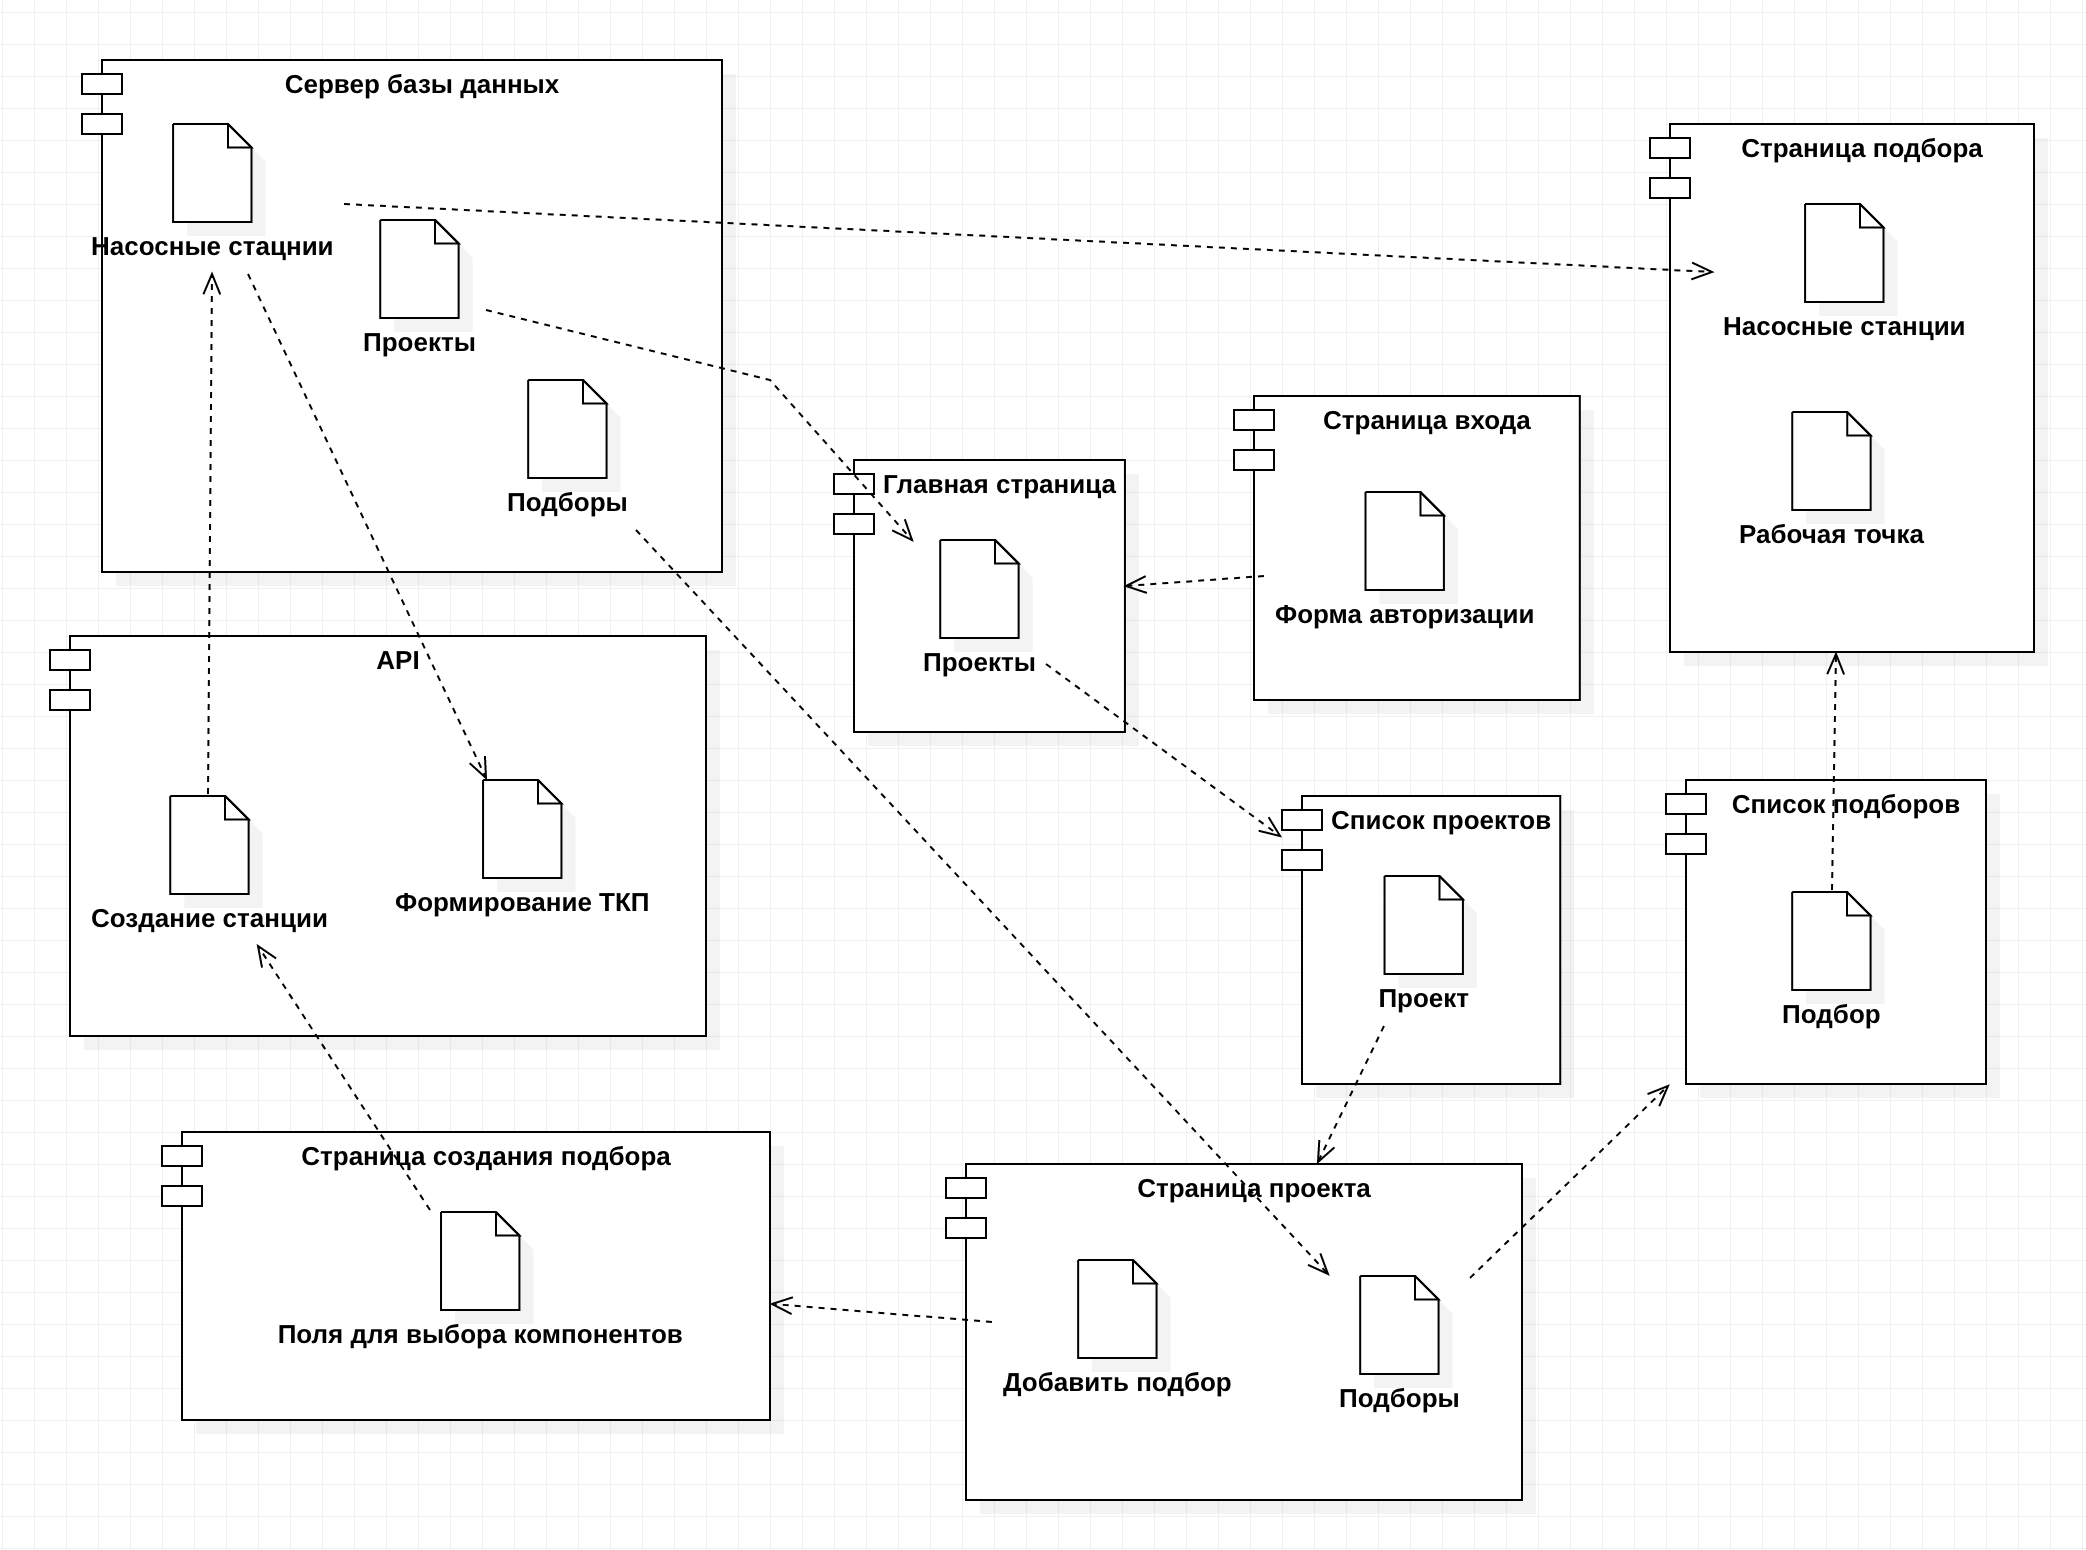 Сервер базы данных
Насосные стацнии
Проекты
Подборы
Страница подбора
Насосные станции
Рабочая точка
Страница входа
Форма авторизации
Главная страница
Проекты
API
Создание станции
Формирование ТКП
Список проектов
Проект
Список подборов
Подбор
Страница создания подбора
Поля для выбора компонентов
Страница проекта
Добавить подбор
Подборы